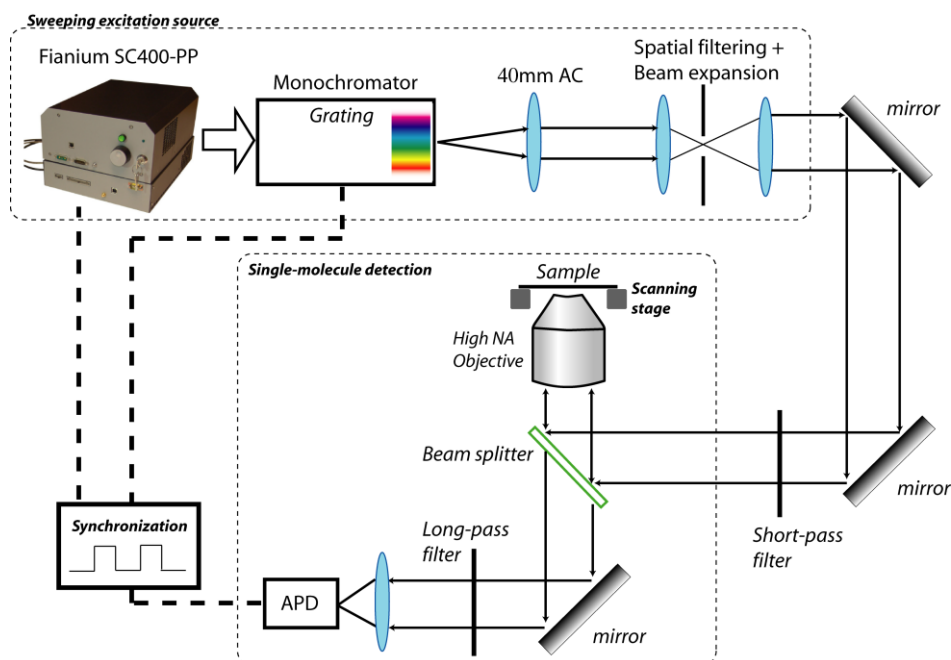 Sweeping excitation source
Fianium SC400-PP
Monochromator
Grating
40mm AC
Spatial filtering +
Beam expansion
mirror
Single-molecule detection
Sample
Scanning
stage
High NA
Objective
Beam splitter
mirror
Short-pass
filter
Synchronization
Long-pass
filter
APD
mirror